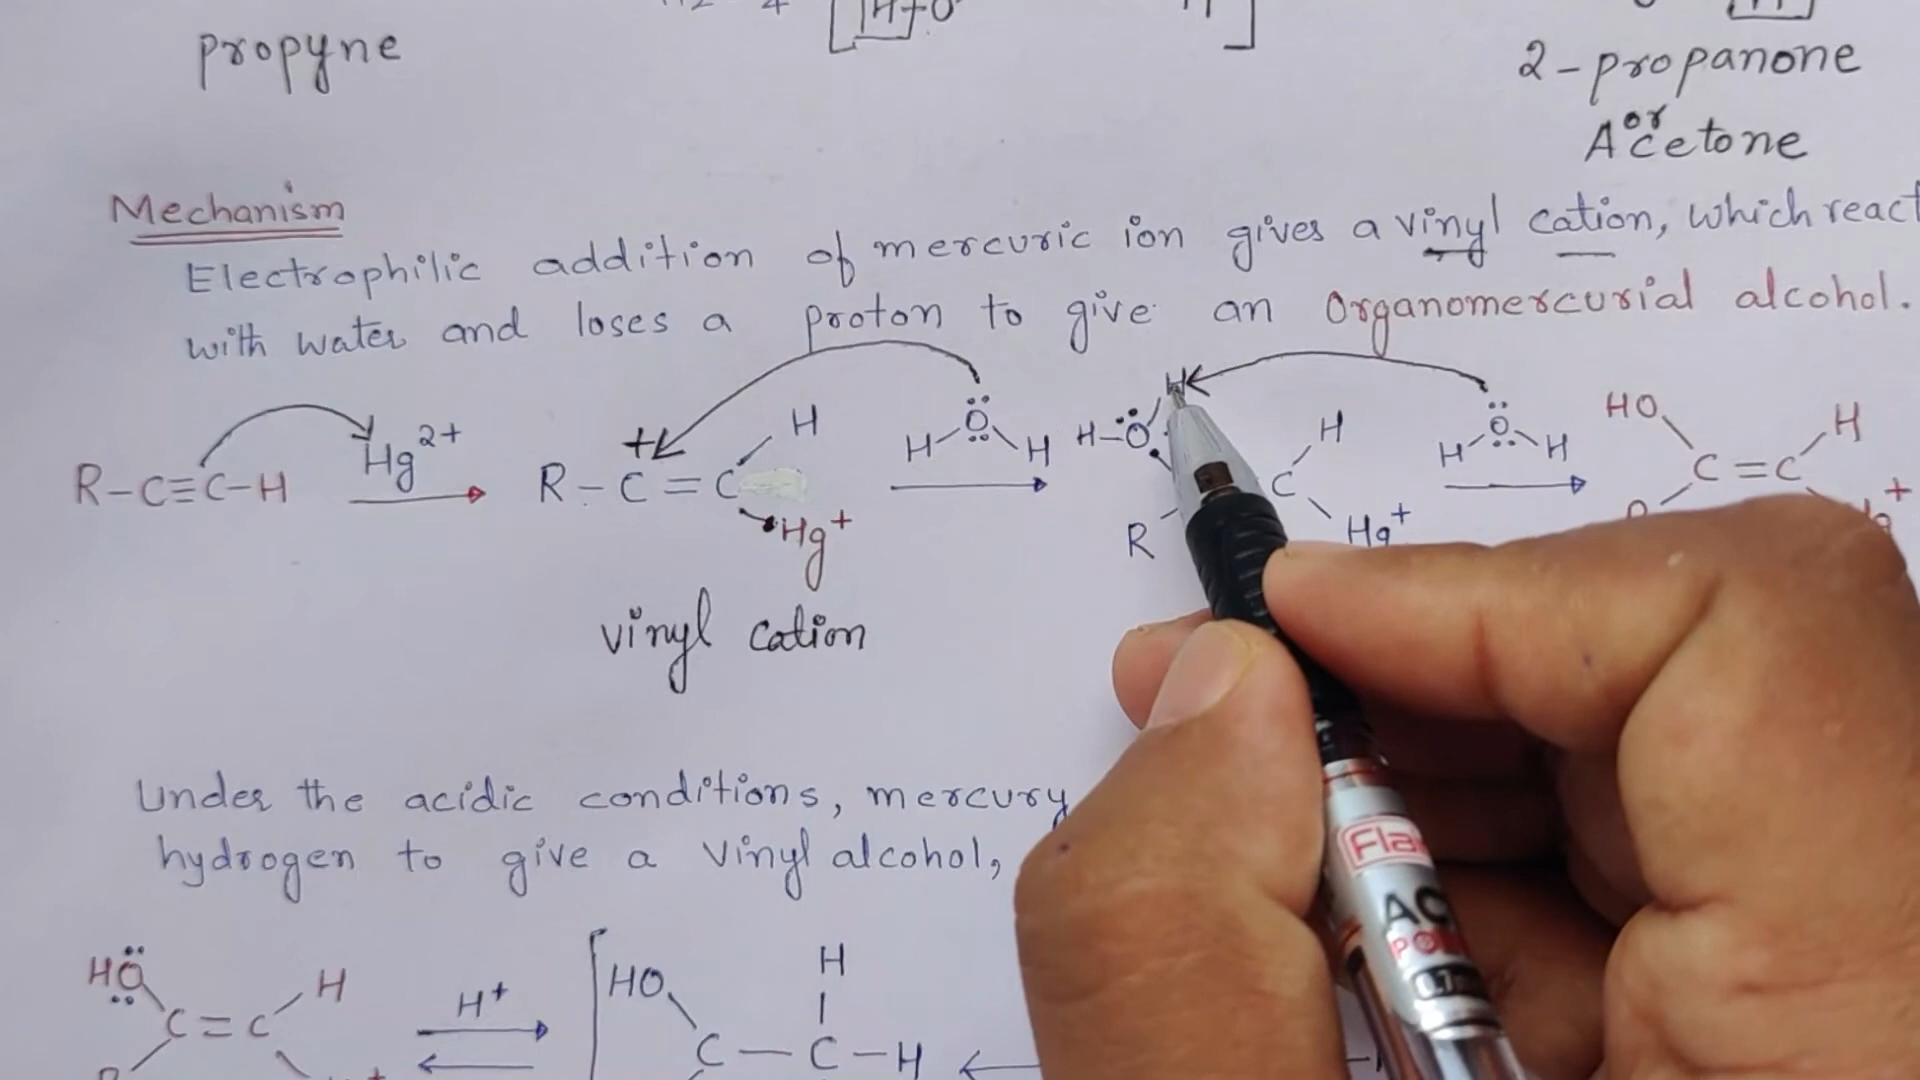 propyne
2-propanone
or
Acetone
Mechanism
Electrophilic addition of mercuric ion gives a vinyl cation, which react
with water and loses a proton to give an Organomercurial alcohol.
R-C≡C-H Hg2+ R-C=C H Hg+ H O H H-O H R C H Hg+ H O H HO C=C H
+
vinyl cation
Under the acidic conditions, mercury
hydrogen to give a vinyl alcohol,
HO C=C H H+ HO C-C-H H